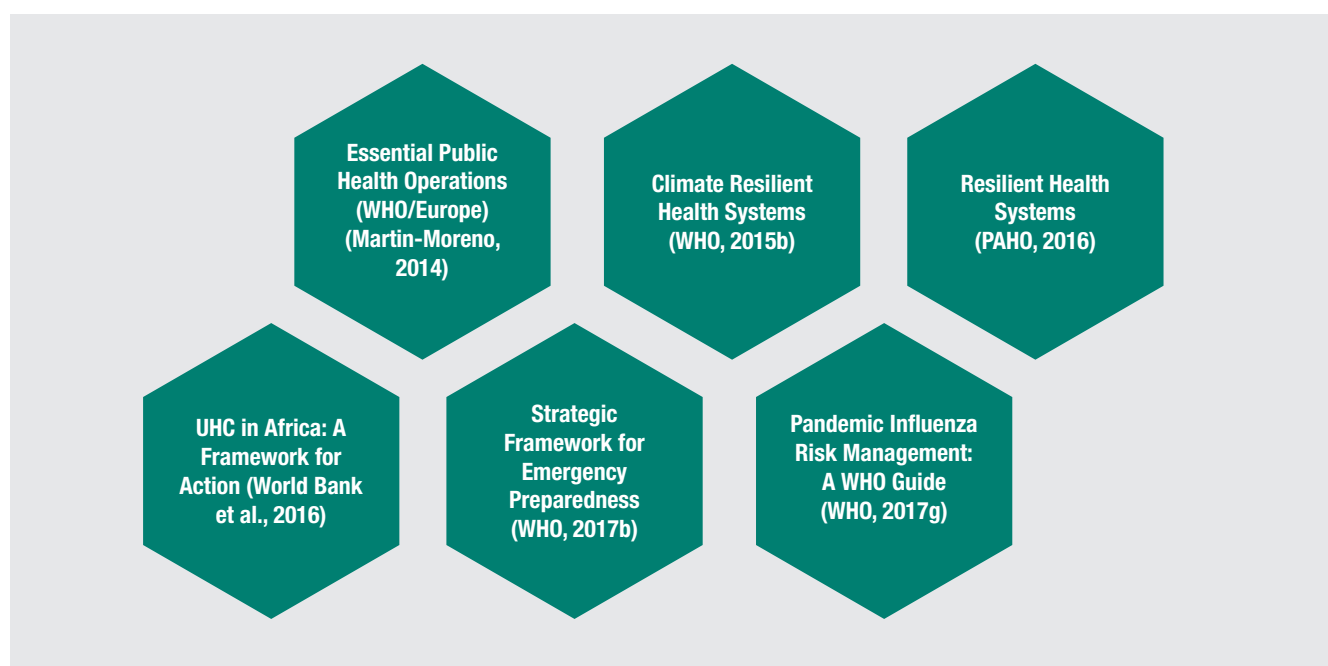 Essential Public
Health Operations
(WHO/Europe)
(Martin-Moreno,
2014)
Climate Resilient
Health Systems
(WHO, 2015b)
Resilient Health
Systems
(PAHO, 2016)
UHC in Africa: A
Framework for
Action (World Bank
et al., 2016)
Strategic
Framework for
Emergency
Preparedness
(WHO, 2017b)
Pandemic Influenza
Risk Management:
A WHO Guide
(WHO, 2017g)